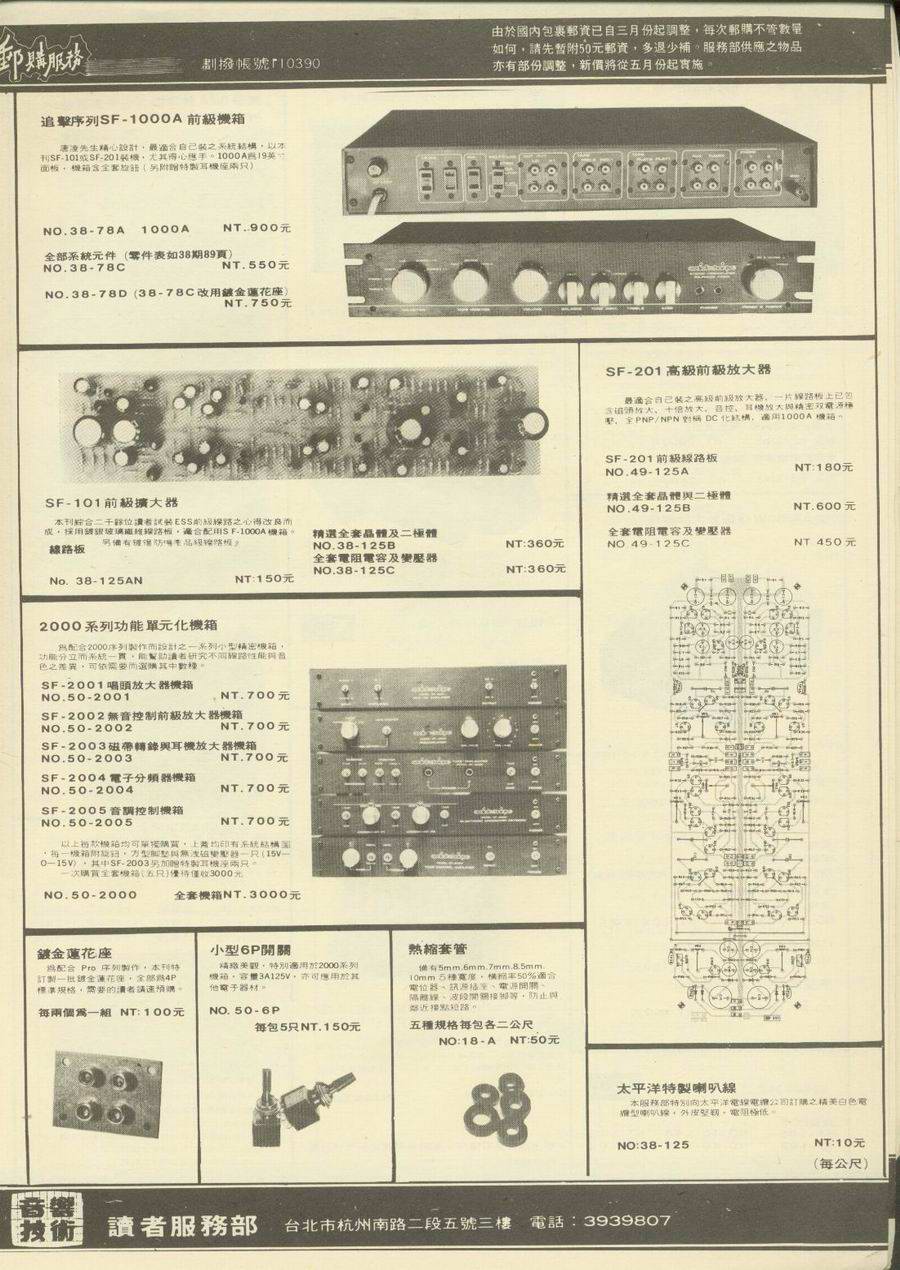 郵購服務
劃撥帳號110390
由於國內包裹郵資已自三月份起調整，每次郵購不管數量
如何，請先暫附50元郵資，多退少補。服務部供應之物品
亦有部份調整，新價將從五月份起實施。
追擊序列SF-1000A 前級機箱
凌先生精心設計，最適合自己裝之系統結構，以本
刊SF-101或SF-201裝機，尤其得心應手。1000A為19英寸
面板，機箱含全套旋鈕（另附贈特製耳機座兩只）
NO.38-78A 1000A NT..900元
全部系統元件（零件表如38期89頁）
NO.38-78C NT.550元
NO.38-78D（38-78C改用鍍金蓮花座）
NT.750元
SF-101前級擴大器
本刊綜合二千餘位讀者試裝ESS前級線路之心得改良而
成，採用鍍銀玻璃纖維線路板，適合配用SF-1000A機箱。
線路板
No. 38-125AN NT:150元
精選全套晶體及二極體
NO.38-125B NT:360元
全套電阻電容及變壓器
NO.38-125C NT:360元
SF-201高級前級放大器
最適合自己裝之高級前級放大器，一片線路板上已包
含磁頭放大、十倍放大、音控、耳機放大與精密双電源穩
壓，全PNP/NPN對稱 DC化結構，適用1000A機箱。
SF-201前級線路板
NO.49-125A NT:180元
精選全套晶體與二極體
NO.49-125B NT.600元
全套電阻電容及變壓器
NO.49-125C NT 450元
2000系列功能單元化機箱
為配合2000序列製作而設計之一系列小型精密機箱，
功能分立而系統一貫，能幫助讀者研究不同線路性能與音
色之差異，可依需要而選購其中數種。
SF-2001唱頭放大器機箱
NO.50-2001 NT.700元
SF-2002無音控制前級放大器機箱
NO.50-2002 NT.700元
SF-2003磁帶轉錄與耳機放大器機箱
NO.50-2003 NT.700元
SF-2004電子分頻器機箱
NO.50-2004 NT.700元
SF-2005音調控制機箱
NO.50-2005 NT.700元
以上每款機箱均可單獨購買，上蓋均印有系統結構圖
，每一機箱附旋鈕，方型腳墊與無波磁變壓器一只（15V—
0—15V），其中SF-2003另加贈特製耳機座兩只。
一次購買全套機箱（五只）優待僅收3000元
NO.50-2000 全套機箱NT.3000元
鍍金蓮花座
為配合 Pro 序列製作，本刊特
訂製一批鍍金蓮花座，全部為4P
標準規格，需要的讀者請速預購。
每兩個為一組 NT: 100元
小型6P開關
精緻美觀，特別適用於2000系列
機箱，容量3A125V，亦可應用於其
他電子器材。
NO. 50-6P
每包5只NT.150元
熱縮套管
備有5mm.6mm.7mm.8.5mm.
10mm 5種寬度，橫縮率50%適合
電位器、訊源插座、電源開關、
隔離線、波段開關接腳等，防止與
鄰近接點短路。
五種規格每包各二公尺
NO:18-A NT:50元
太平洋特製喇叭線
本服務部特別向太平洋電線電纜公司訂購之精美白色電
纜型喇叭線，外皮堅韌，電阻極低。
NO:38-125 NT:10元
（每公尺）
音響
技術
讀者服務部 台北市杭州南路二段五號三樓 電話：3939807